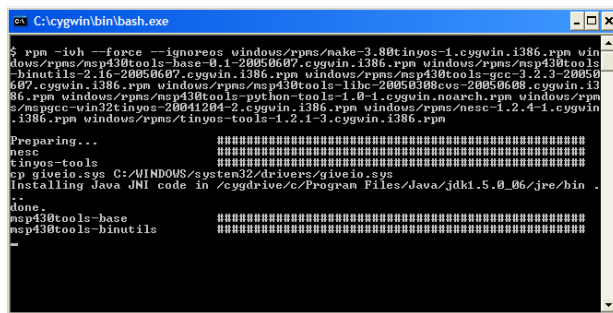 C:\cygwin\bin\bash.exe
$ rpm -ivh --force --ignoreos windows/rpms/make-3.80tinyos-1.cygwin.i386.rpm win
dows/rpms/msp430tools-base-0.1-20050607.cygwin.i386.rpm windows/rpms/msp430tools
-binutils-2.16-20050607.cygwin.i386.rpm windows/rpms/msp430tools-gcc-3.2.3-20050
607.cygwin.i386.rpm windows/rpms/msp430tools-libc-20050308cvs-20050608.cygwin.i3
86.rpm windows/rpms/msp430tools-python-tools-1.0-1.cygwin.noarch.rpm windows/rpm
s/mspgcc-win32tinyos-20041204-2.cygwin.i386.rpm windows/rpms/nesc-1.2.4-1.cygwin
.i386.rpm windows/rpms/tinyos-tools-1.2.1-3.cygwin.i386.rpm
Preparing... ##################################################
nesc ##################################################
tinyos-tools ##################################################
cp giveio.sys C:/WINDOWS/system32/drivers/giveio.sys
Installing Java JNI code in /cygdrive/c/Program Files/Java/jdk1.5.0_06/jre/bin .
..
done.
msp430tools-base ##################################################
msp430tools-binutils ##################################################